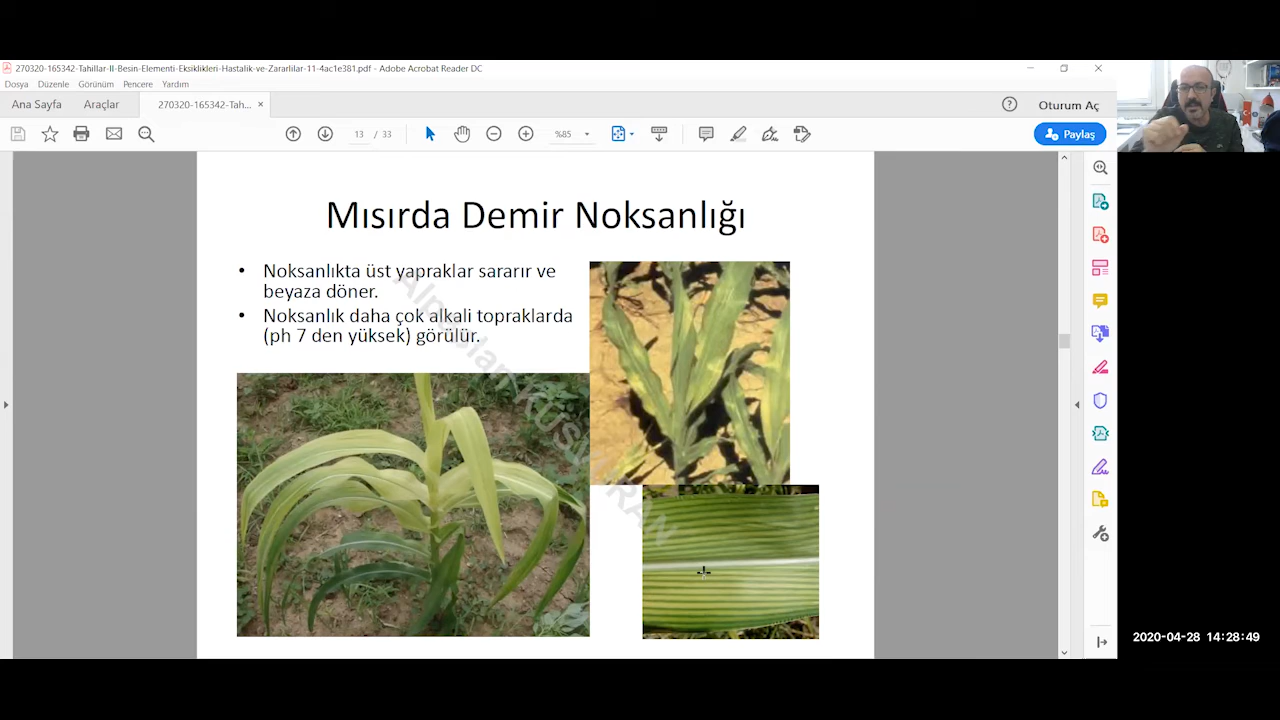 270320-165342-Tahillar-II-Besin-Elementi-Eksiklikleri-Hastalik-ve-Zararlilar-11-4ac1e381.pdf - Adobe Acrobat Reader DC
Dosya Düzenle Görünüm Pencere Yardım
Ana Sayfa Araçlar 270320-165342-Tah... Oturum Aç
13 / 33 %85 Paylaş
Mısırda Demir Noksanlığı
• Noksanlıkta üst yapraklar sararır ve
beyaza döner.
• Noksanlık daha çok alkali topraklarda
(ph 7 den yüksek) görülür.
Alpaslan KUSVURAN
2020-04-28 14:28:49